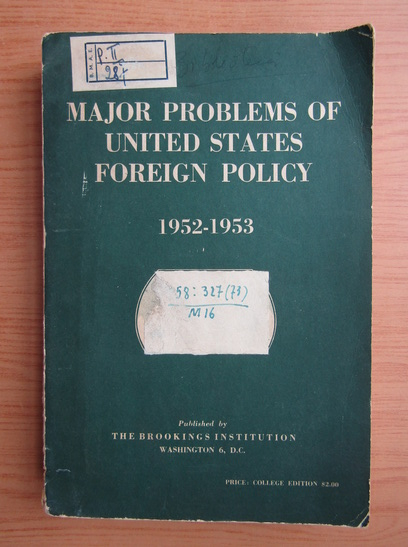 P. II
MAJOR PROBLEMS OF
UNITED STATES
FOREIGN POLICY
1952-1953
58:327(73)
M16
Published by
THE BROOKINGS INSTITUTION
WASHINGTON 6, D.C.
PRICE: COLLEGE EDITION $2.00